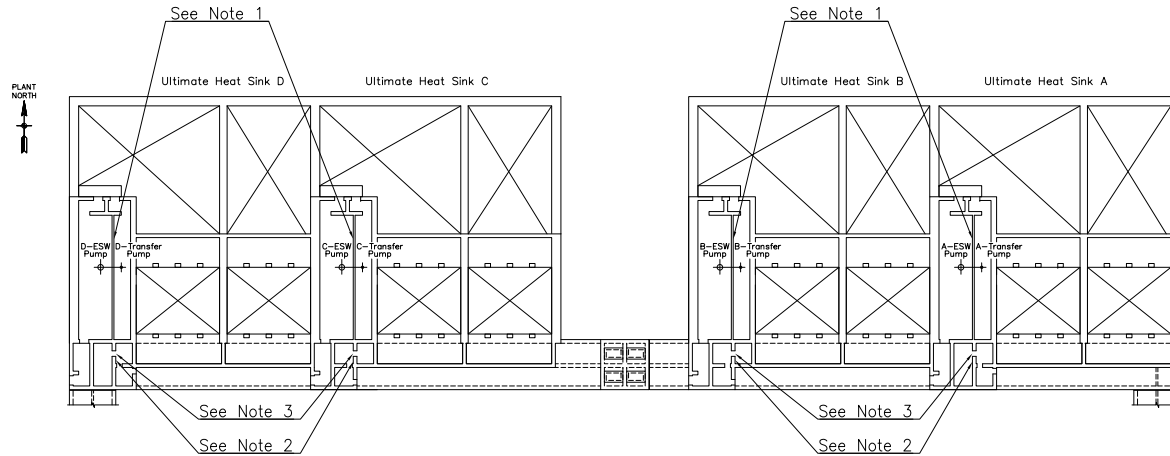 See Note 1
See Note 1
Ultimate Heat Sink D
Ultimate Heat Sink C
Ultimate Heat Sink B
Ultimate Heat Sink A
PLANT
NORTH
D-ESW
Pump
D-Transfer
Pump
C-ESW
Pump
C-Transfer
Pump
B-ESW
Pump
B-Transfer
Pump
A-ESW
Pump
A-Transfer
Pump
See Note 3
See Note 3
See Note 2
See Note 2